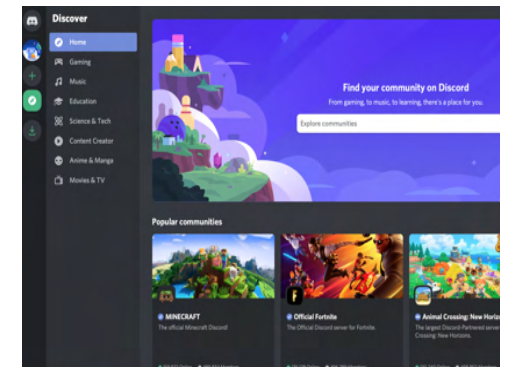 Discover
Home
Gaming
Music
Education
Science & Tech
Content Creator
Anime & Manga
Movies & TV
Find your community on Discord
From gaming, to music, to learning, there's a place for you.
Explore communities
Popular communities
MINECRAFT
The official Minecraft Discord!
Official Fortnite
The Official Discord server for Fortnite.
Animal Crossing: New Horiz
The largest Discord-Partnered server
Crossing: New Horizons.